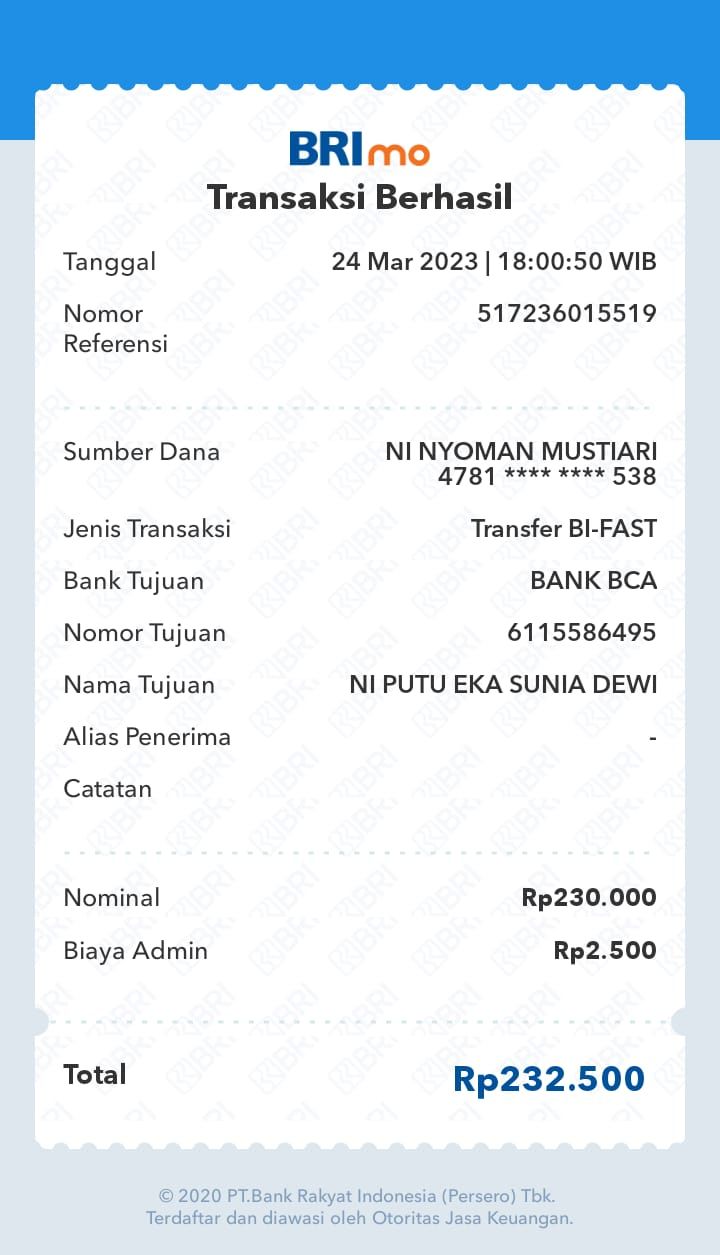 BRImo
Transaksi Berhasil
Tanggal 24 Mar 2023 | 18:00:50 WIB
Nomor Referensi 517236015519
Sumber Dana NI NYOMAN MUSTIARI
4781 **** **** 538
Jenis Transaksi Transfer BI-FAST
Bank Tujuan BANK BCA
Nomor Tujuan 6115586495
Nama Tujuan NI PUTU EKA SUNIA DEWI
Alias Penerima -
Catatan
Nominal Rp230.000
Biaya Admin Rp2.500
Total Rp232.500
© 2020 PT.Bank Rakyat Indonesia (Persero) Tbk.
Terdaftar dan diawasi oleh Otoritas Jasa Keuangan.